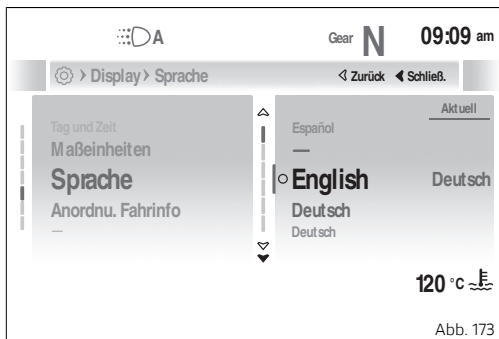 A Gear N 09:09 am
Display Sprache Zurück Schließ.
Aktuell
Tag und Zeit
Maßeinheiten
Sprache
Anordnu. Fahrinfo
Español
English Deutsch
Deutsch
Deutsch
120 °C
Abb. 173